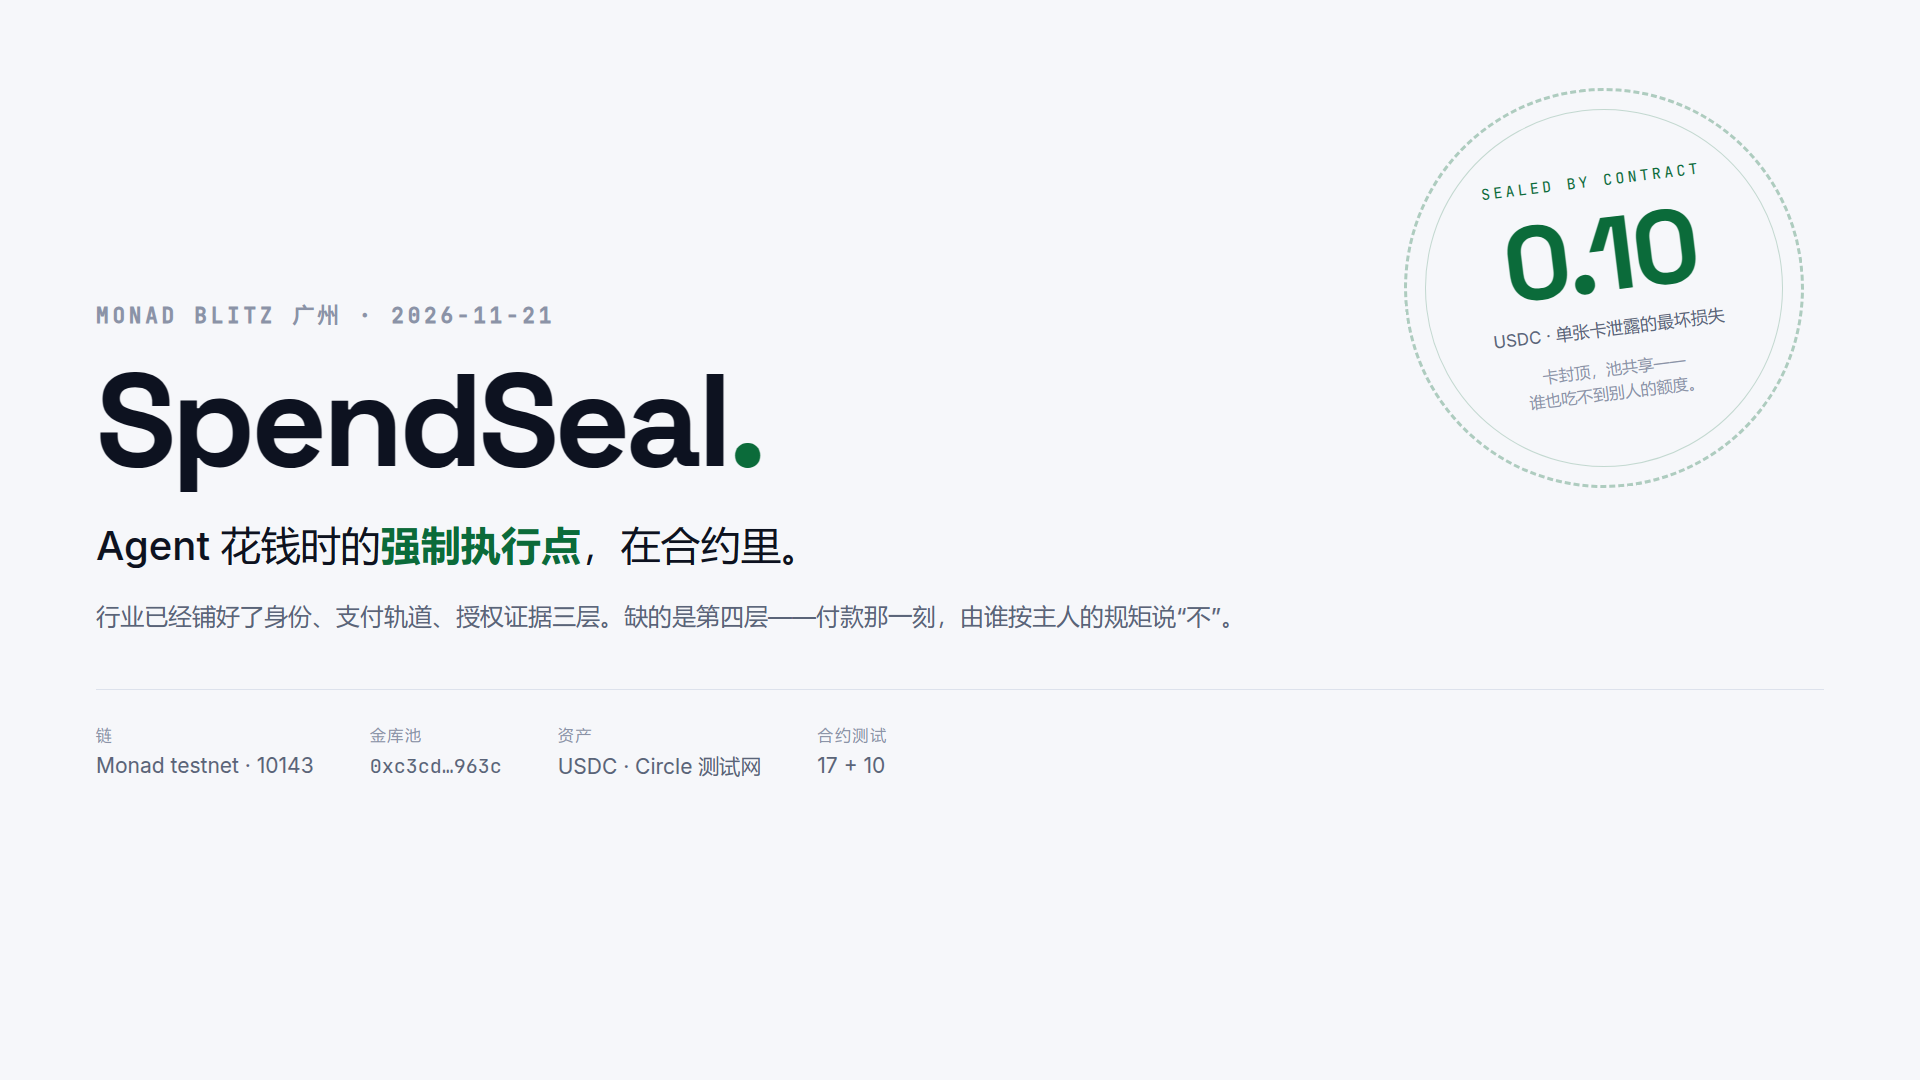 MONAD BLITZ 广州 · 2026-11-21
SpendSeal.
Agent 花钱时的强制执行点，在合约里。
行业已经铺好了身份、支付轨道、授权证据三层。缺的是第四层——付款那一刻，由谁按主人的规矩说“不”。
SEALED BY CONTRACT
0.10
USDC · 单张卡泄露的最坏损失
卡封顶，池共享——
谁也吃不到别人的额度。
链
Monad testnet · 10143
金库池
0xc3cd…963c
资产
USDC · Circle 测试网
合约测试
17 + 10